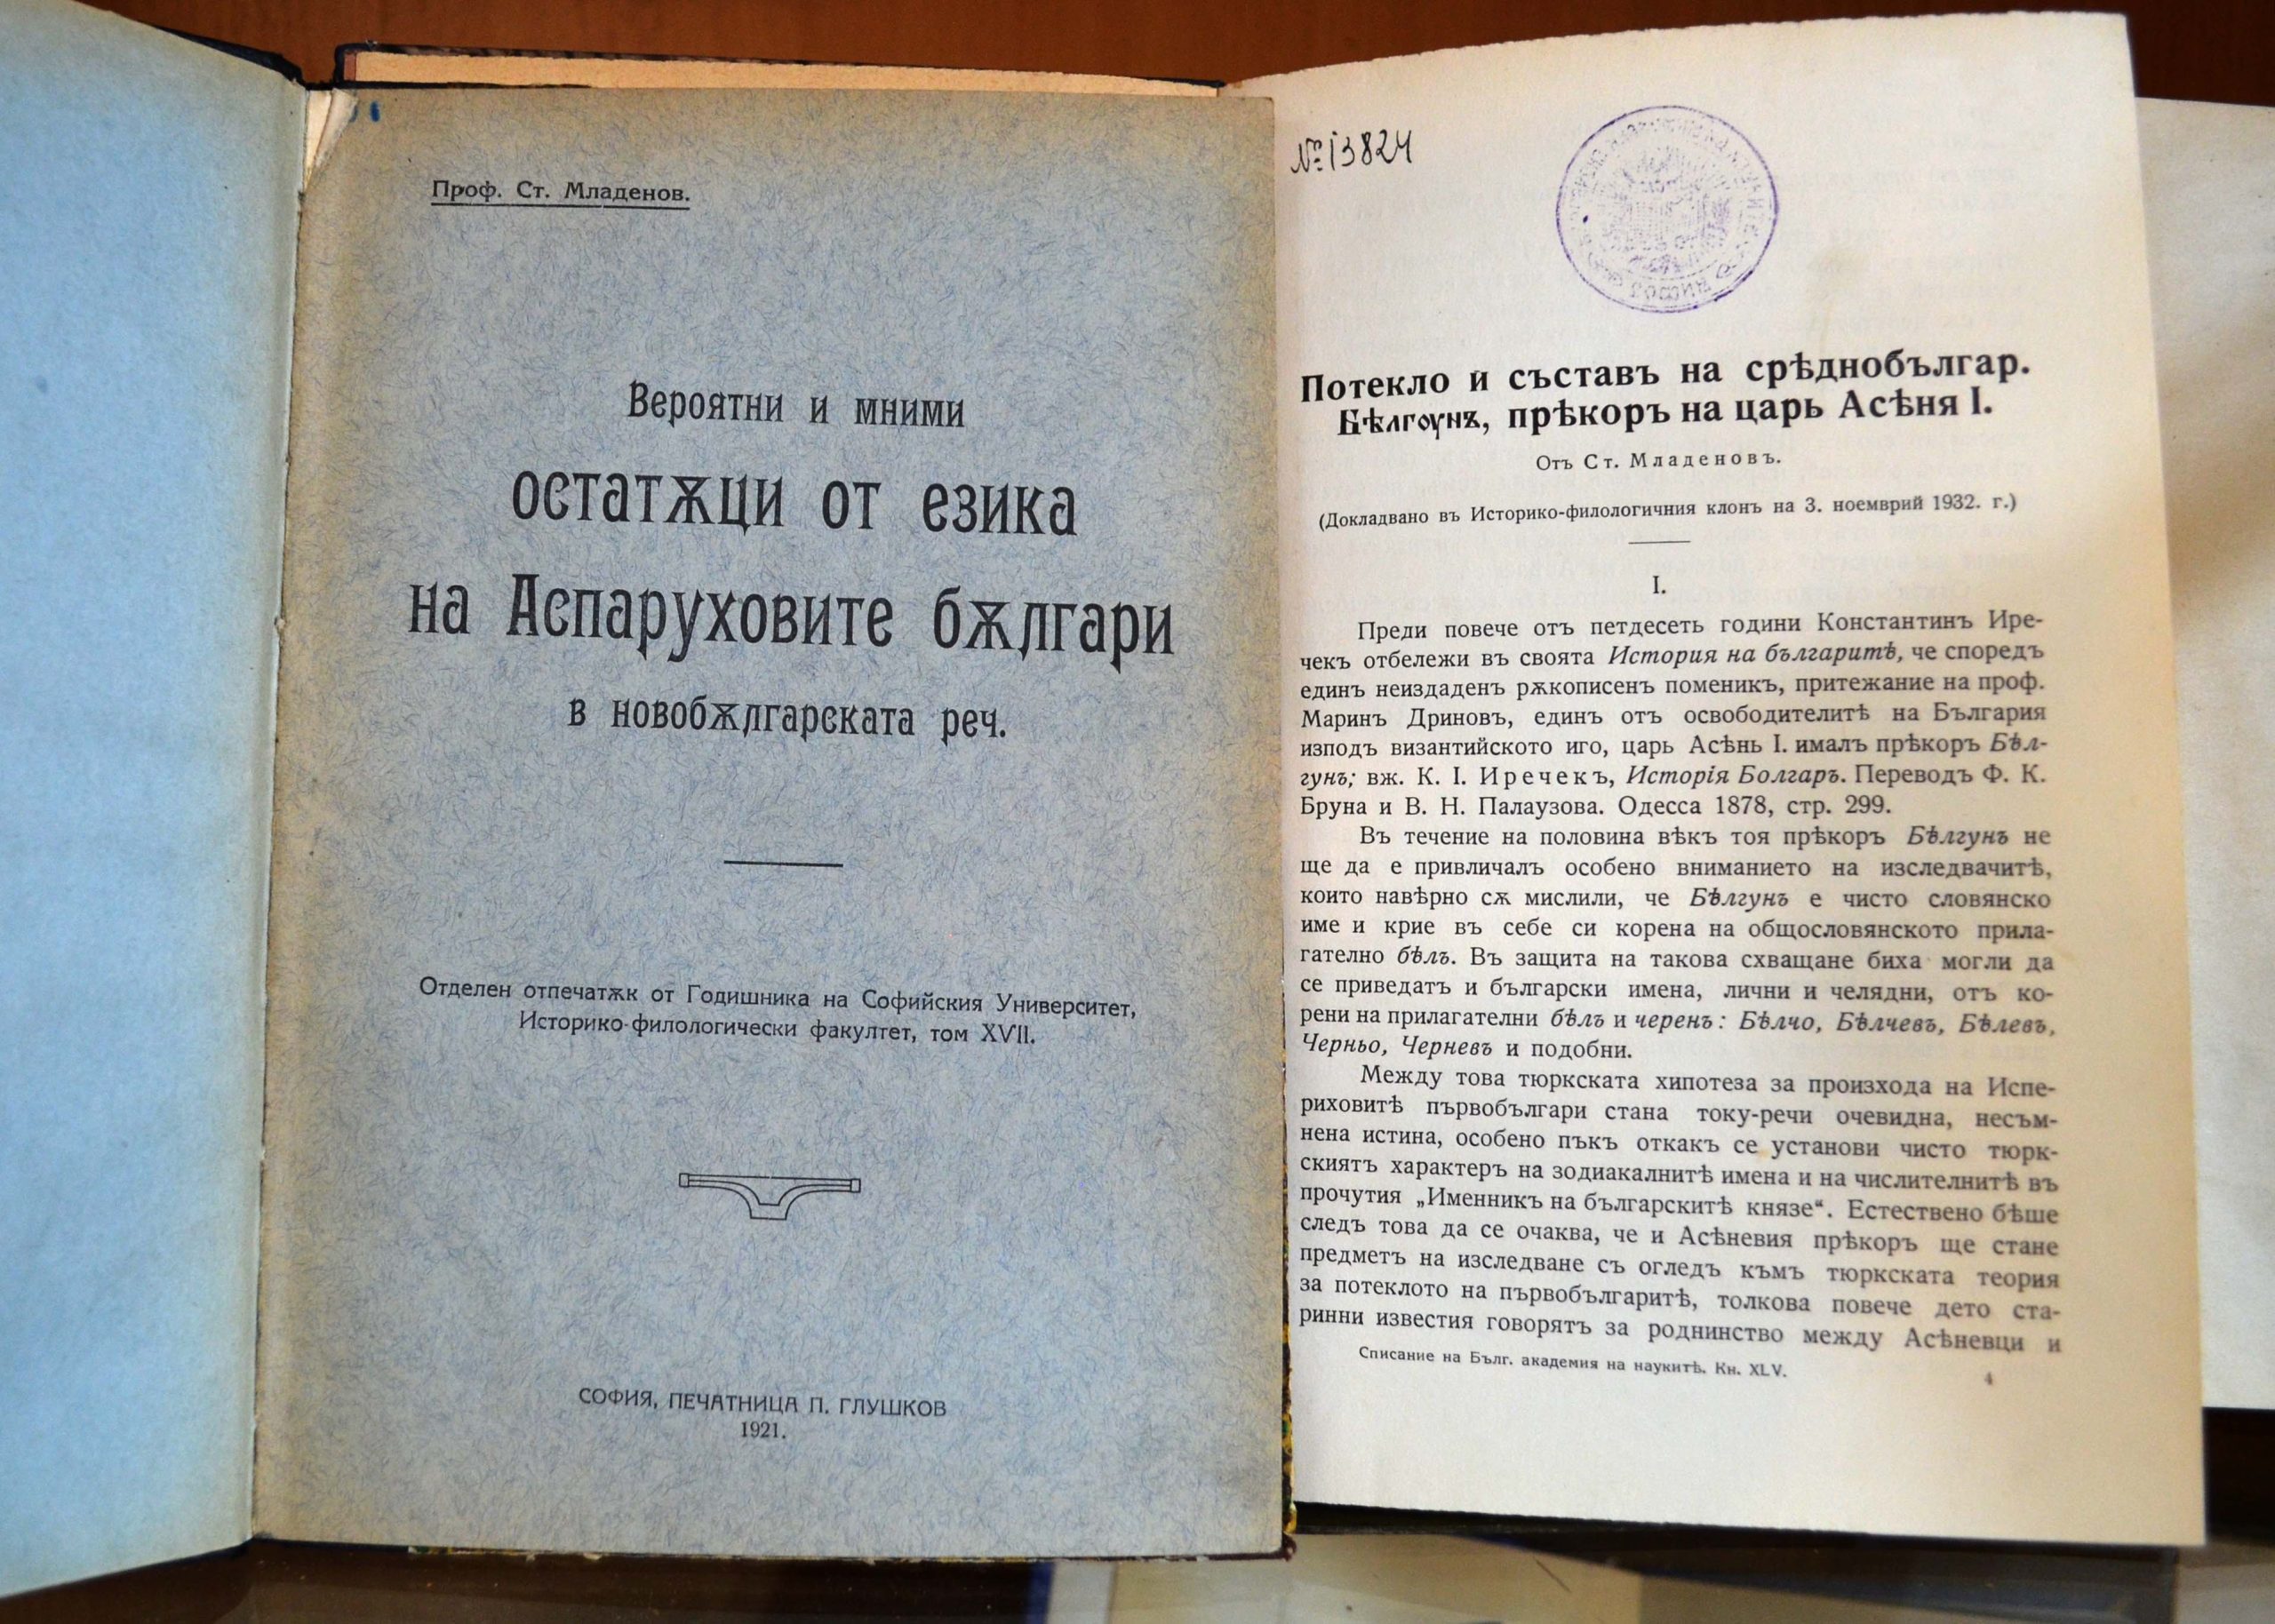 Проф. Ст. Младенов.
Вероятни и мними
остатѫци от езика
на Аспаруховите бѫлгари
в новобѫлгарската реч.
Отделен отпечатѫк от Годишника на Софийския Университет,
Историко-филологически факултет, том XVII.
СОФИЯ, ПЕЧАТНИЦА П. ГЛУШКОВ
1921.
№ 13824
Потекло и съставъ на срѣднобългар.
Бѣлгоунъ, прѣкоръ на царь Асѣня I.
Отъ Ст. Младеновъ.
(Докладвано въ Историко-филологичния клонъ на 3. ноемврий 1932. г.)
I.
Преди повече отъ петдесеть години Константинъ Ире-
чекъ отбележи въ своята История на българитѣ, че споредъ
единъ неиздаденъ рѫкописенъ поменикъ, притежание на проф.
Маринъ Дриновъ, единъ отъ освободителитѣ на България
изподъ византийското иго, царь Асѣнь I. ималъ прѣкоръ Бѣл-
гунъ; вж. К. І. Иречекъ, Исторія Болгаръ. Переводъ Ф. К.
Бруна и В. Н. Палаузова. Одесса 1878, стр. 299.
Въ течение на половина вѣкъ тоя прѣкоръ Бѣлгунъ не
ще да е привличалъ особено вниманието на изследвачитѣ,
които навѣрно сѫ мислили, че Бѣлгунъ е чисто словянско
име и крие въ себе си корена на общословянското прила-
гателно бѣлъ. Въ защита на такова схващане биха могли да
се приведатъ и български имена, лични и челядни, отъ ко-
рени на прилагателни бѣлъ и черенъ: Бѣлчо, Бѣлчевъ, Бѣлевъ,
Черньо, Черневъ и подобни.
Между това тюркската хипотеза за произхода на Испе-
риховитѣ първобългари стана току-речи очевидна, несъм-
нена истина, особено пъкъ откакъ се установи чисто тюрк-
скиятъ характеръ на зодиакалнитѣ имена и на числителнитѣ въ
прочутия „Именникъ на българскитѣ князе“. Естествено бѣше
следъ това да се очаква, че и Асѣневия прѣкоръ ще стане
предметъ на изследване съ огледъ къмъ тюркската теория
за потеклото на първобългаритѣ, толкова повече дето ста-
ринни известия говорятъ за роднинство между Асѣневци и
Списание на Бълг. академия на наукитѣ. Кн. XLV.
4